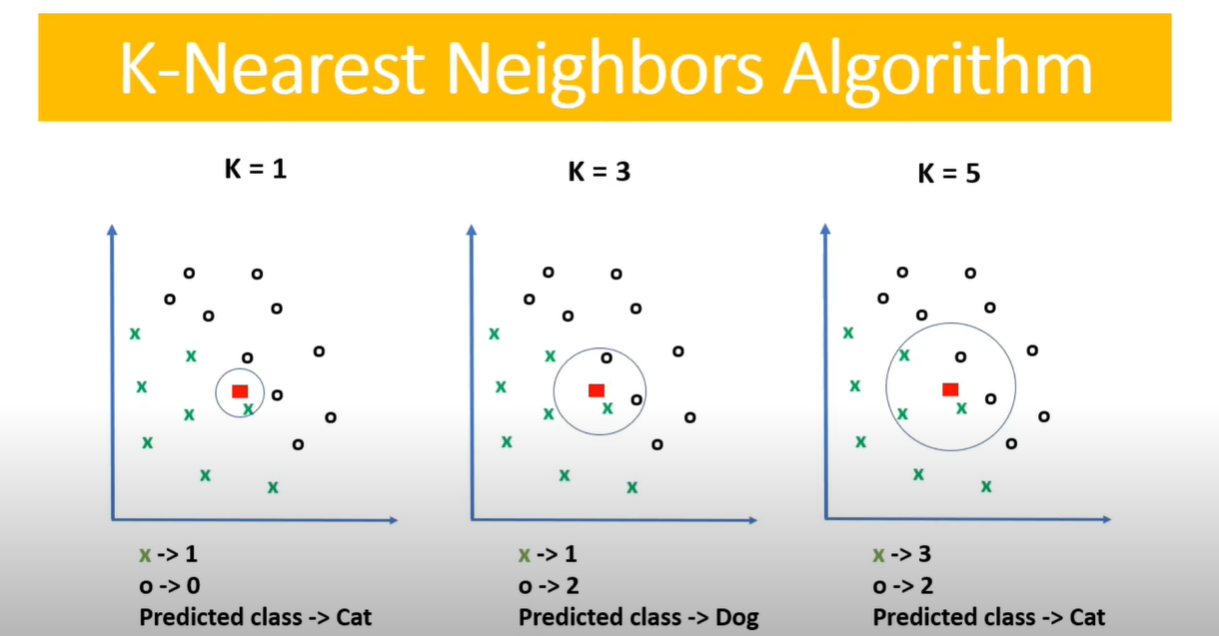 K-Nearest Neighbors Algorithm
K = 1
K = 3
K = 5
x -> 1
o -> 0
Predicted class -> Cat
x -> 1
o -> 2
Predicted class -> Dog
x -> 3
o -> 2
Predicted class -> Cat